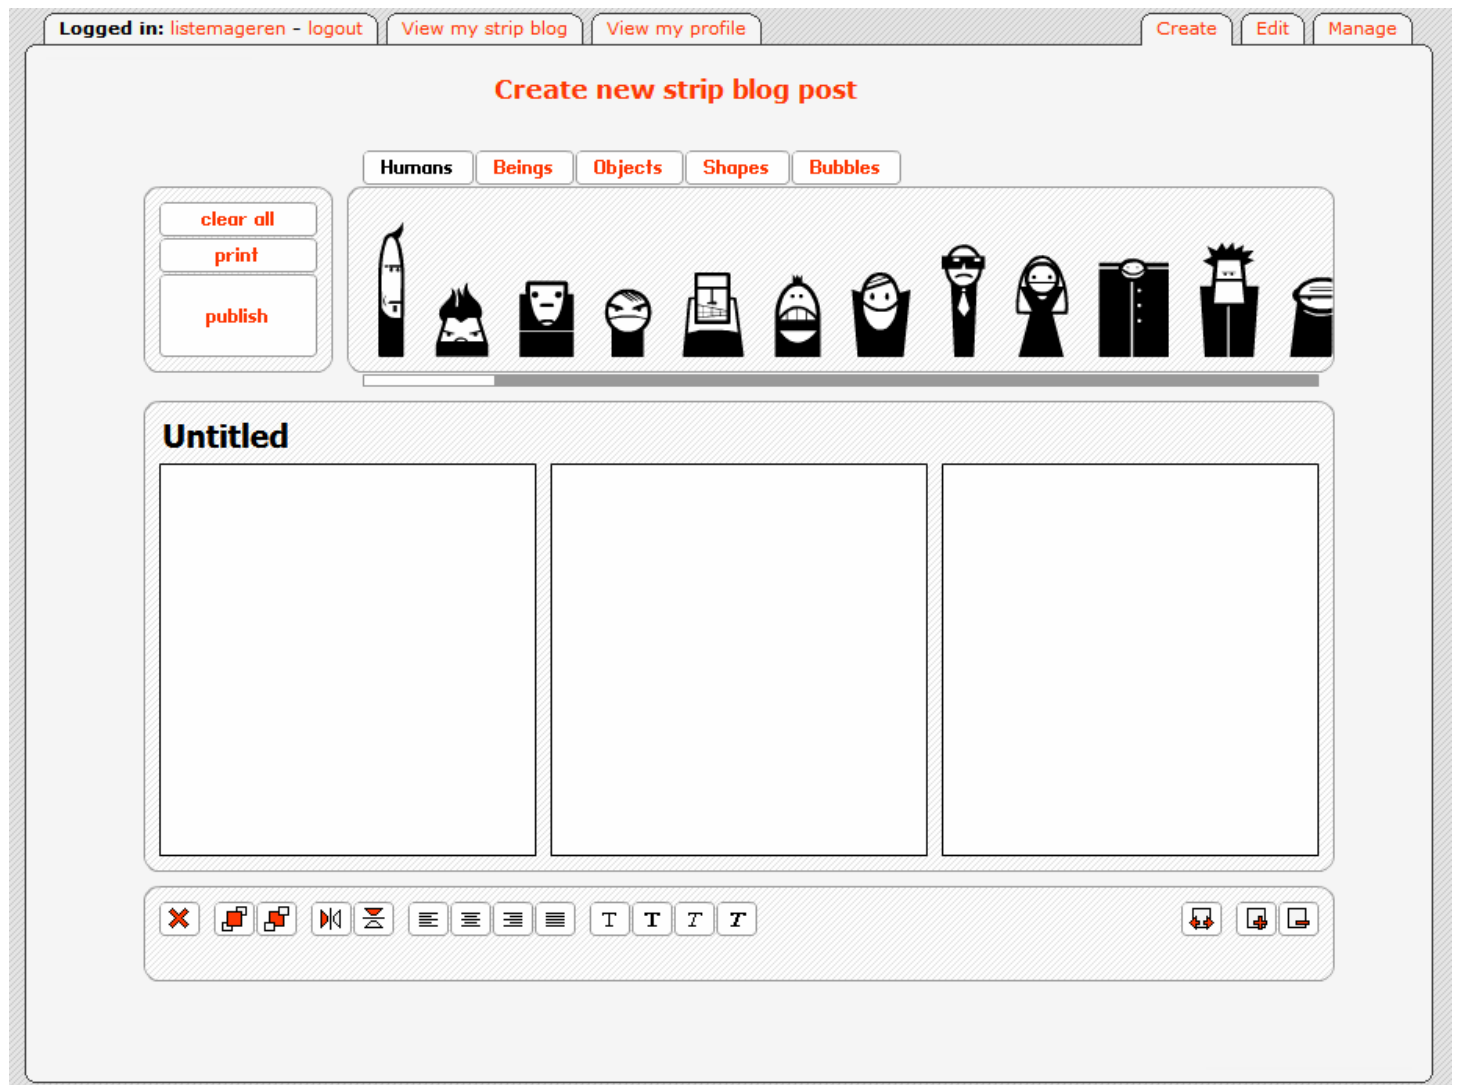 Logged in: listemageren - logout View my strip blog View my profile Create Edit Manage
Create new strip blog post
Humans Beings Objects Shapes Bubbles
clear all
print
publish
Untitled
T T T T